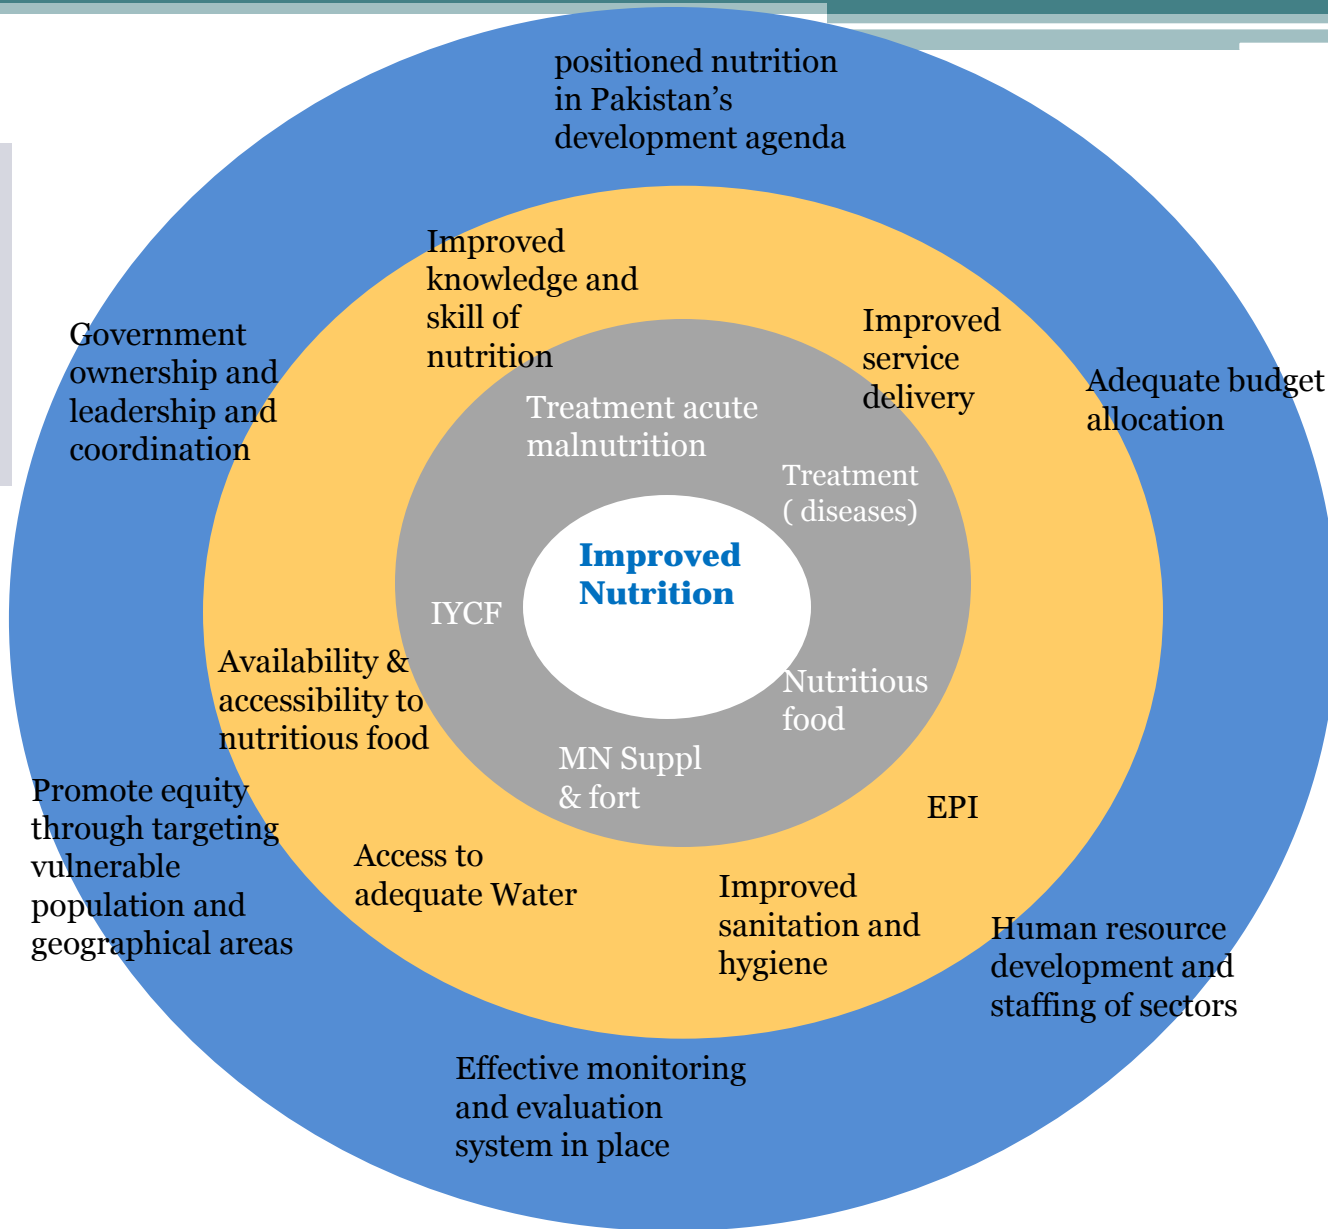 positioned nutrition
in Pakistan’s
development agenda
Improved
knowledge and
skill of
nutrition
Improved
service
delivery
Government
ownership and
leadership and
coordination
Adequate budget
allocation
Treatment acute
malnutrition
Treatment
( diseases)
Improved
Nutrition
IYCF
Availability &
accessibility to
nutritious food
Nutritious
food
MN Suppl
& fort
Promote equity
through targeting
vulnerable
population and
geographical areas
EPI
Access to
adequate Water
Improved
sanitation and
hygiene
Human resource
development and
staffing of sectors
Effective monitoring
and evaluation
system in place